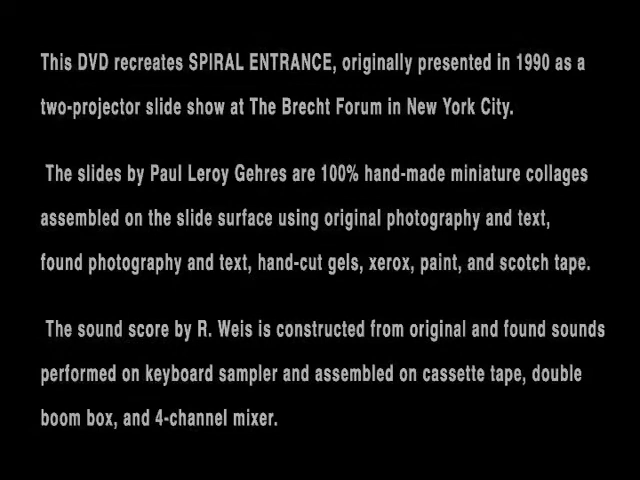 This DVD recreates SPIRAL ENTRANCE, originally presented in 1990 as a
two-projector slide show at The Brecht Forum in New York City.
The slides by Paul Leroy Gehres are 100% hand-made miniature collages
assembled on the slide surface using original photography and text,
found photography and text, hand-cut gels, xerox, paint, and scotch tape.
The sound score by R. Weis is constructed from original and found sounds
performed on keyboard sampler and assembled on cassette tape, double
boom box, and 4-channel mixer.